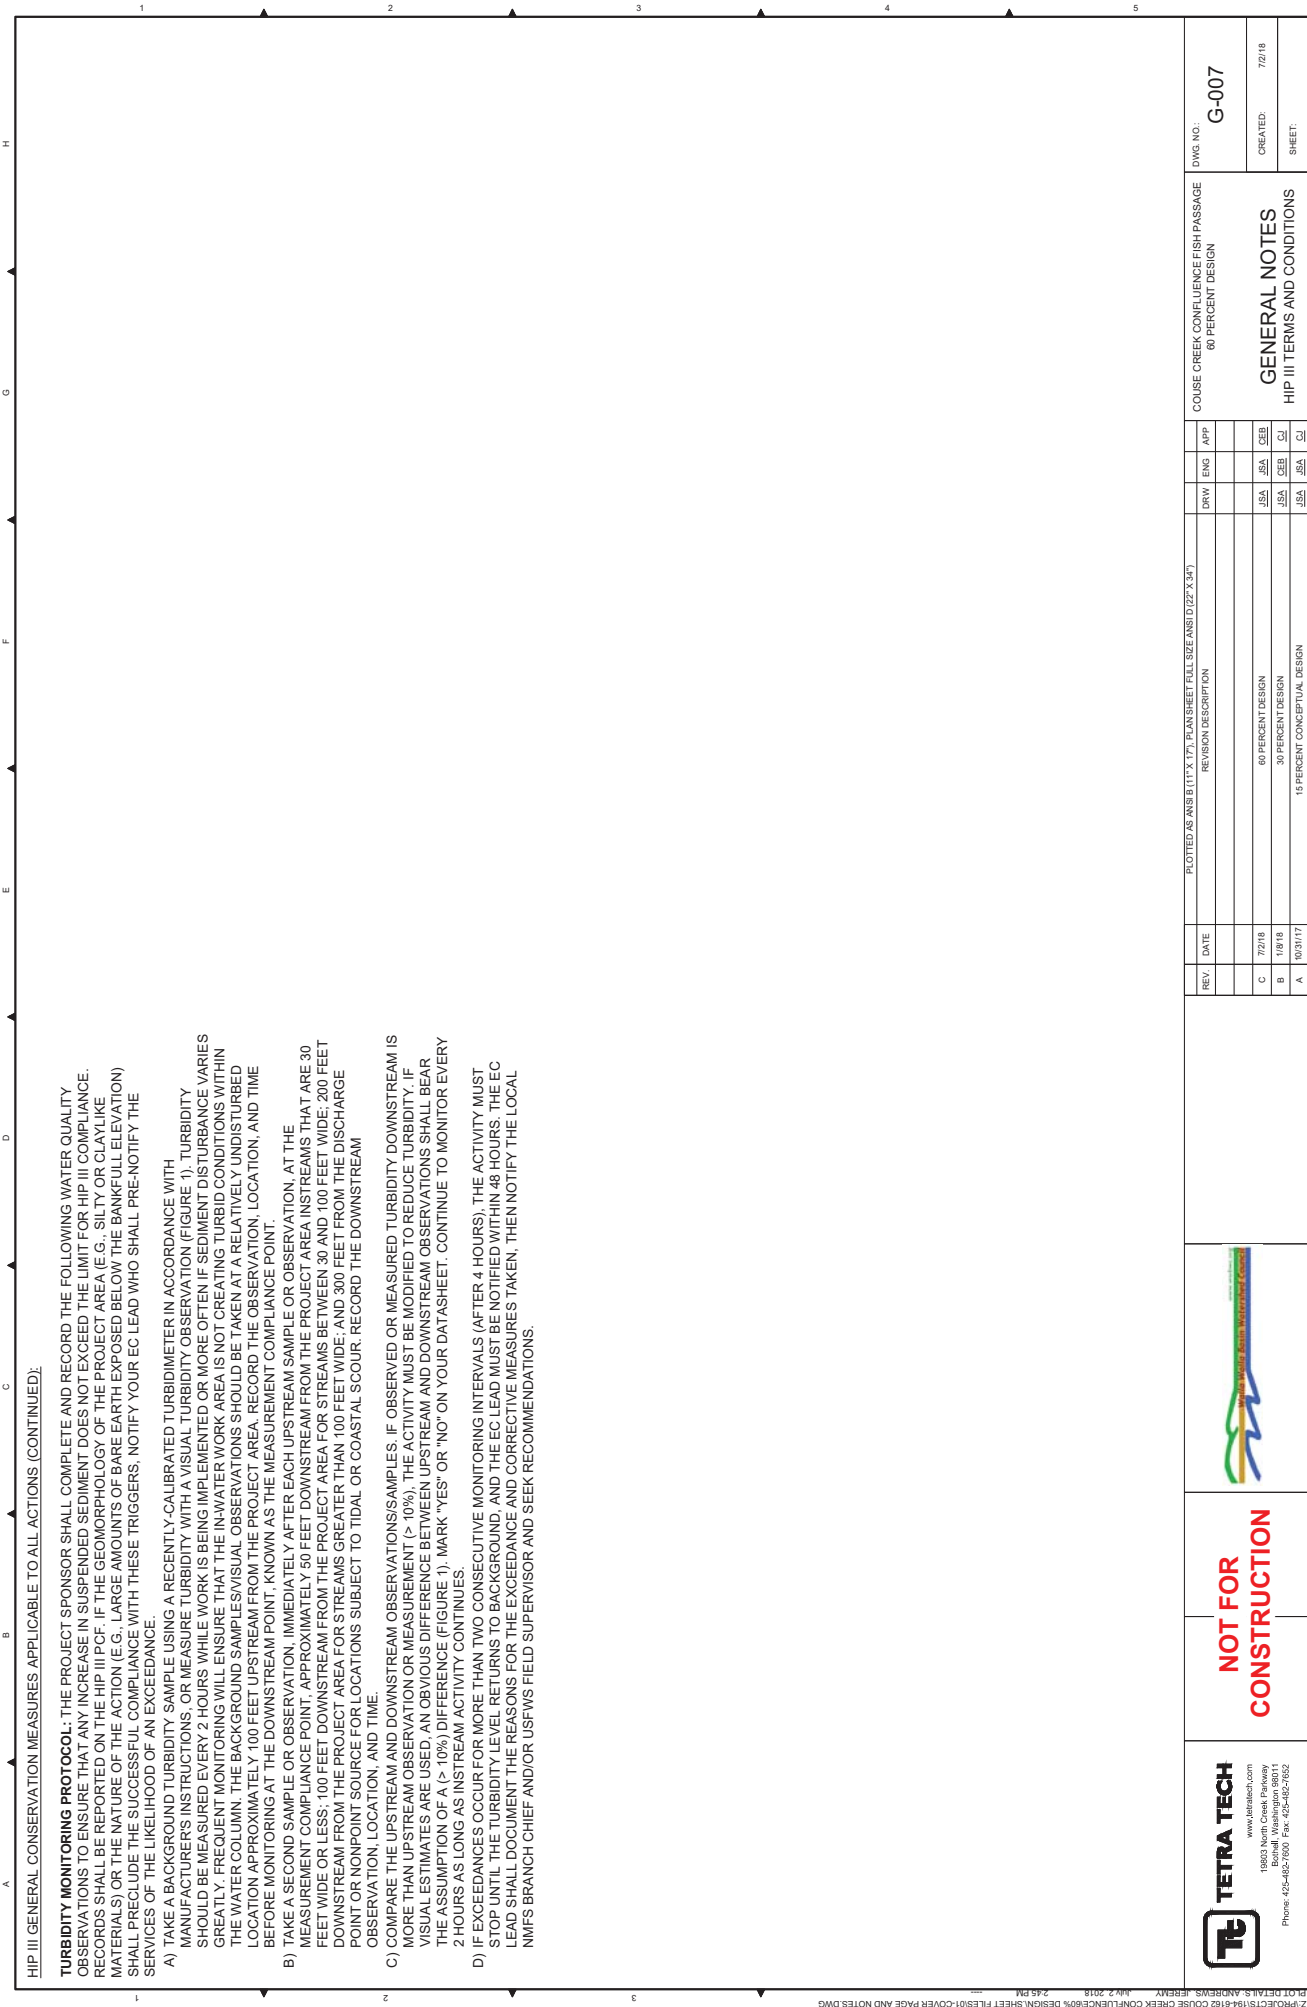 HIP III GENERAL CONSERVATION MEASURES APPLICABLE TO ALL ACTIONS (CONTINUED):
TURBIDITY MONITORING PROTOCOL: THE PROJECT SPONSOR SHALL COMPLETE AND RECORD THE FOLLOWING WATER QUALITY
OBSERVATIONS TO ENSURE THAT ANY INCREASE IN SUSPENDED SEDIMENT DOES NOT EXCEED THE LIMIT FOR HIP III COMPLIANCE.
RECORDS SHALL BE REPORTED ON THE HIP III PCF. IF THE GEOMORPHOLOGY OF THE PROJECT AREA (E.G., SILTY OR CLAYLIKE
MATERIALS) OR THE NATURE OF THE ACTION (E.G., LARGE AMOUNTS OF BARE EARTH EXPOSED BELOW THE BANKFULL ELEVATION)
SHALL PRECLUDE THE SUCCESSFUL COMPLIANCE WITH THESE TRIGGERS, NOTIFY YOUR EC LEAD WHO SHALL PRE-NOTIFY THE
SERVICES OF THE LIKELIHOOD OF AN EXCEEDANCE.
A) TAKE A BACKGROUND TURBIDITY SAMPLE USING A RECENTLY-CALIBRATED TURBIDIMETER IN ACCORDANCE WITH
MANUFACTURER'S INSTRUCTIONS, OR MEASURE TURBIDITY WITH A VISUAL TURBIDITY OBSERVATION (FIGURE 1). TURBIDITY
SHOULD BE MEASURED EVERY 2 HOURS WHILE WORK IS BEING IMPLEMENTED OR MORE OFTEN IF SEDIMENT DISTURBANCE VARIES
GREATLY. FREQUENT MONITORING WILL ENSURE THAT THE IN-WATER WORK AREA IS NOT CREATING TURBID CONDITIONS WITHIN
THE WATER COLUMN. THE BACKGROUND SAMPLES/VISUAL OBSERVATIONS SHOULD BE TAKEN AT A RELATIVELY UNDISTURBED
LOCATION APPROXIMATELY 100 FEET UPSTREAM FROM THE PROJECT AREA. RECORD THE OBSERVATION, LOCATION, AND TIME
BEFORE MONITORING AT THE DOWNSTREAM POINT, KNOWN AS THE MEASUREMENT COMPLIANCE POINT.
B) TAKE A SECOND SAMPLE OR OBSERVATION, IMMEDIATELY AFTER EACH UPSTREAM SAMPLE OR OBSERVATION, AT THE
MEASUREMENT COMPLIANCE POINT, APPROXIMATELY 50 FEET DOWNSTREAM FROM THE PROJECT AREA INSTREAMS THAT ARE 30
FEET WIDE OR LESS; 100 FEET DOWNSTREAM FROM THE PROJECT AREA FOR STREAMS BETWEEN 30 AND 100 FEET WIDE; 200 FEET
DOWNSTREAM FROM THE PROJECT AREA FOR STREAMS GREATER THAN 100 FEET WIDE; AND 300 FEET FROM THE DISCHARGE
POINT OR NONPOINT SOURCE FOR LOCATIONS SUBJECT TO TIDAL OR COASTAL SCOUR. RECORD THE DOWNSTREAM
OBSERVATION, LOCATION, AND TIME.
C) COMPARE THE UPSTREAM AND DOWNSTREAM OBSERVATIONS/SAMPLES. IF OBSERVED OR MEASURED TURBIDITY DOWNSTREAM IS
MORE THAN UPSTREAM OBSERVATION OR MEASUREMENT (> 10%), THE ACTIVITY MUST BE MODIFIED TO REDUCE TURBIDITY. IF
VISUAL ESTIMATES ARE USED, AN OBVIOUS DIFFERENCE BETWEEN UPSTREAM AND DOWNSTREAM OBSERVATIONS SHALL BEAR
THE ASSUMPTION OF A (> 10%) DIFFERENCE (FIGURE 1). MARK "YES" OR "NO" ON YOUR DATASHEET. CONTINUE TO MONITOR EVERY
2 HOURS AS LONG AS INSTREAM ACTIVITY CONTINUES.
D) IF EXCEEDANCES OCCUR FOR MORE THAN TWO CONSECUTIVE MONITORING INTERVALS (AFTER 4 HOURS), THE ACTIVITY MUST
STOP UNTIL THE TURBIDITY LEVEL RETURNS TO BACKGROUND, AND THE EC LEAD MUST BE NOTIFIED WITHIN 48 HOURS. THE EC
LEAD SHALL DOCUMENT THE REASONS FOR THE EXCEEDANCE AND CORRECTIVE MEASURES TAKEN, THEN NOTIFY THE LOCAL
NMFS BRANCH CHIEF AND/OR USFWS FIELD SUPERVISOR AND SEEK RECOMMENDATIONS.
A B C D E F G H
1 2 3 4 5
1 2 3
Tt TETRA TECH
www.tetratech.com
19803 North Creek Parkway
Bothell, Washington 98011
Phone: 425-482-7600 Fax: 425-482-7652
NOT FOR
CONSTRUCTION
Walla Walla Basin Watershed Council
PLOTTED AS ANSI B (11" X 17"), PLAN SHEET FULL SIZE ANSI D (22" X 34")
REV. DATE REVISION DESCRIPTION DRW ENG APP
C 7/2/18 60 PERCENT DESIGN JSA JSA CEB
B 1/8/18 30 PERCENT DESIGN JSA CEB CJ
A 10/31/17 15 PERCENT CONCEPTUAL DESIGN JSA JSA CJ
COUSE CREEK CONFLUENCE FISH PASSAGE
60 PERCENT DESIGN
GENERAL NOTES
HIP III TERMS AND CONDITIONS
DWG. NO.:
G-007
CREATED: 7/2/18
SHEET:
PLOT DETAILS: ANDREWS, JEREMY July 2, 2018 2:45 PM ----